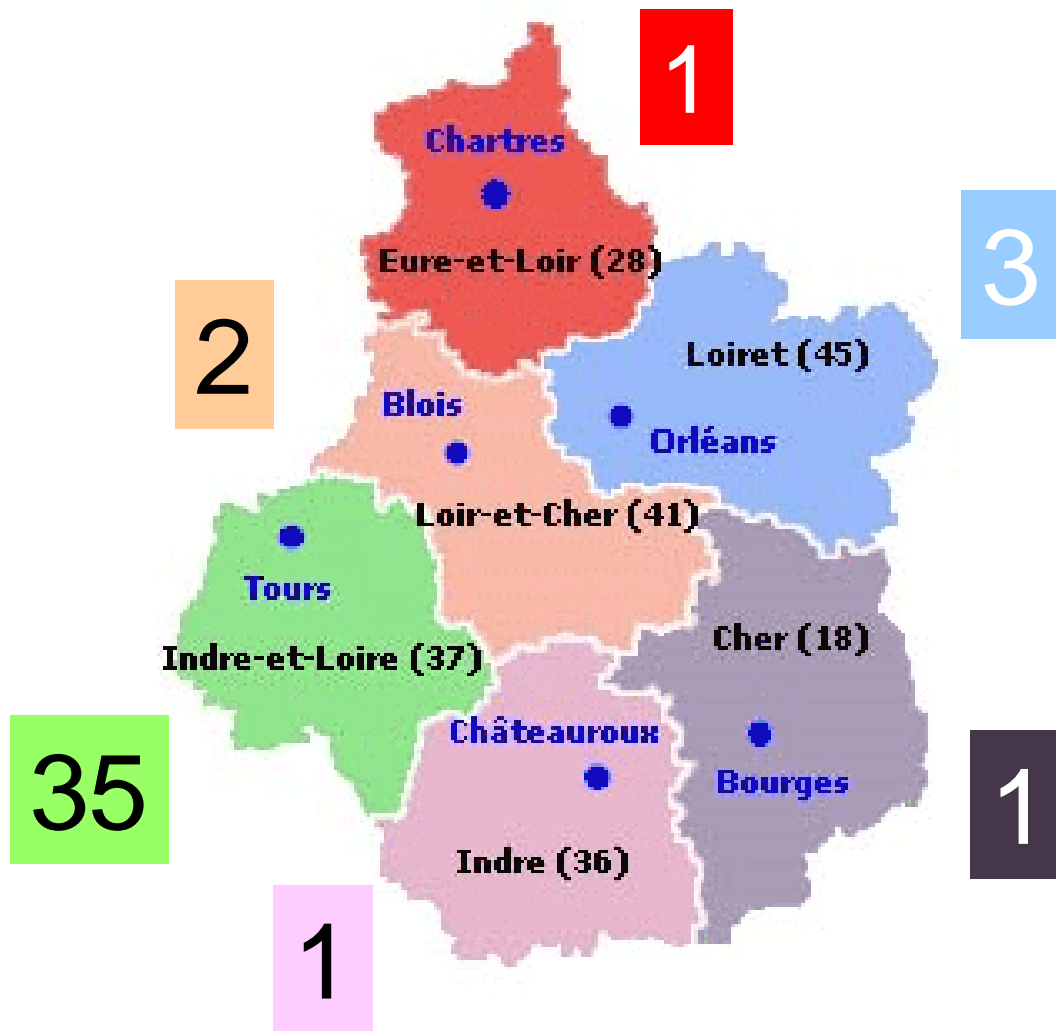 1
Chartres
3
Eure-et-Loir (28)
2
Loiret (45)
Blois
Orléans
Loir-et-Cher (41)
Tours
Cher (18)
Indre-et-Loire (37)
Châteauroux
35
Bourges
1
Indre (36)
1